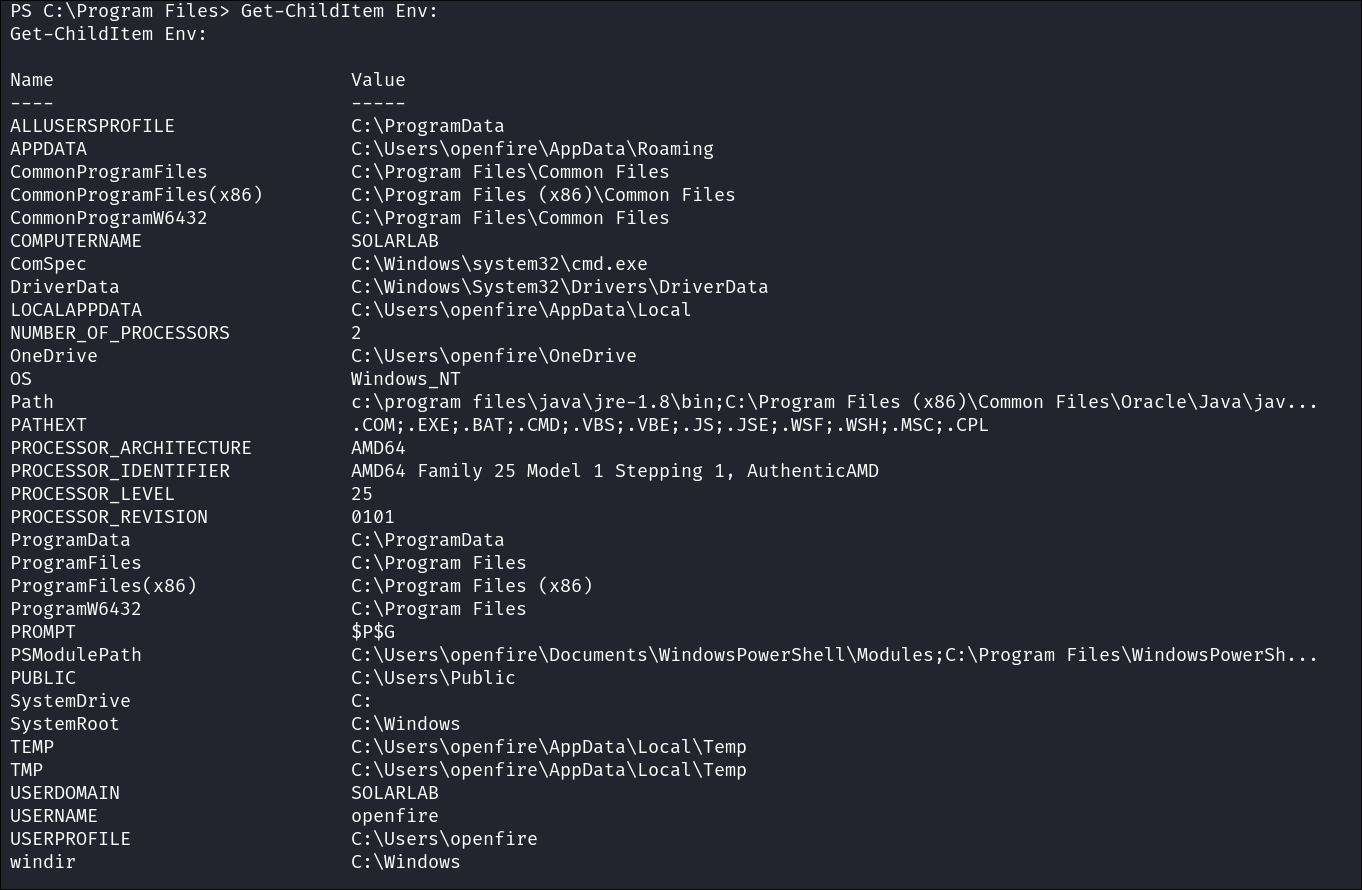 PS C:\Program Files> Get-ChildItem Env:
Get-ChildItem Env:
Name                           Value
----                           -----
ALLUSERSPROFILE                C:\ProgramData
APPDATA                        C:\Users\openfire\AppData\Roaming
CommonProgramFiles             C:\Program Files\Common Files
CommonProgramFiles(x86)        C:\Program Files (x86)\Common Files
CommonProgramW6432             C:\Program Files\Common Files
COMPUTERNAME                   SOLARLAB
ComSpec                        C:\Windows\system32\cmd.exe
DriverData                     C:\Windows\System32\Drivers\DriverData
LOCALAPPDATA                   C:\Users\openfire\AppData\Local
NUMBER_OF_PROCESSORS           2
OneDrive                       C:\Users\openfire\OneDrive
OS                             Windows_NT
Path                           c:\program files\java\jre-1.8\bin;C:\Program Files (x86)\Common Files\Oracle\Java\jav...
PATHEXT                        .COM;.EXE;.BAT;.CMD;.VBS;.VBE;.JS;.JSE;.WSF;.WSH;.MSC;.CPL
PROCESSOR_ARCHITECTURE         AMD64
PROCESSOR_IDENTIFIER           AMD64 Family 25 Model 1 Stepping 1, AuthenticAMD
PROCESSOR_LEVEL                25
PROCESSOR_REVISION             0101
ProgramData                    C:\ProgramData
ProgramFiles                   C:\Program Files
ProgramFiles(x86)              C:\Program Files (x86)
ProgramW6432                   C:\Program Files
PROMPT                         $P$G
PSModulePath                   C:\Users\openfire\Documents\WindowsPowerShell\Modules;C:\Program Files\WindowsPowerSh...
PUBLIC                         C:\Users\Public
SystemDrive                    C:
SystemRoot                     C:\Windows
TEMP                           C:\Users\openfire\AppData\Local\Temp
TMP                            C:\Users\openfire\AppData\Local\Temp
USERDOMAIN                     SOLARLAB
USERNAME                       openfire
USERPROFILE                    C:\Users\openfire
windir                         C:\Windows